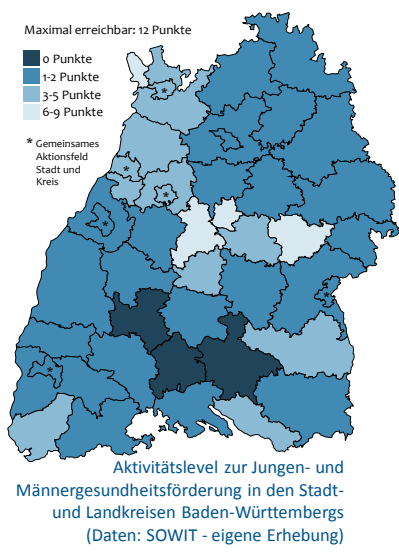 Maximal erreichbar: 12 Punkte
0 Punkte
1-2 Punkte
3-5 Punkte
6-9 Punkte
* Gemeinsames
Aktionsfeld
Stadt und
Kreis
*
*
*
*
*
*
Aktivitätslevel zur Jungen- und
Männergesundheitsförderung in den Stadt-
und Landkreisen Baden-Württembergs
(Daten: SOWIT - eigene Erhebung)